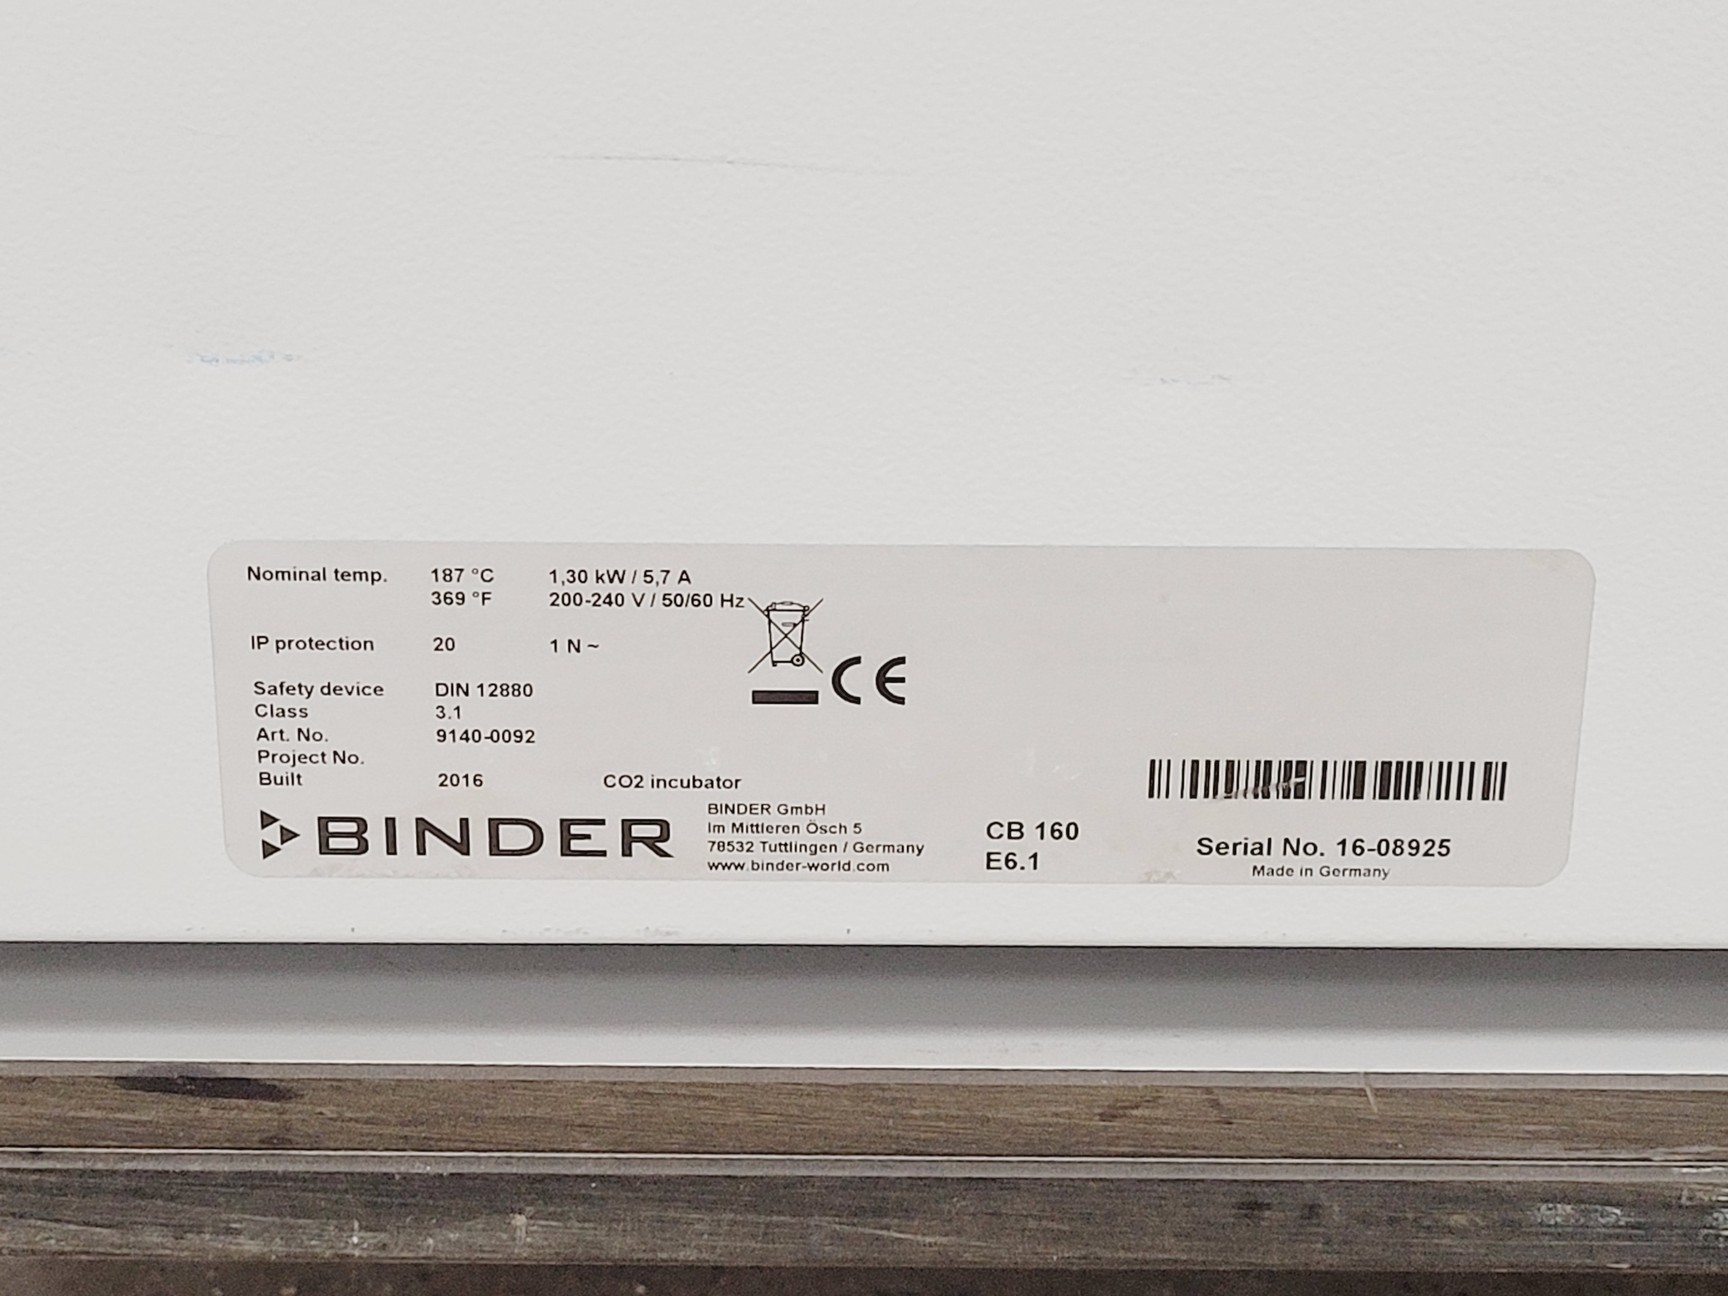 Nominal temp. 187 °C 1,30 kW / 5,7 A
369 °F 200-240 V / 50/60 Hz
IP protection 20 1 N ~
Safety device DIN 12880
Class 3.1
Art. No. 9140-0092
Project No.
Built 2016 CO2 incubator
BINDER
BINDER GmbH
Im Mittleren Ösch 5
78532 Tuttlingen / Germany
www.binder-world.com
CE
CB 160
E6.1
Serial No. 16-08925
Made in Germany